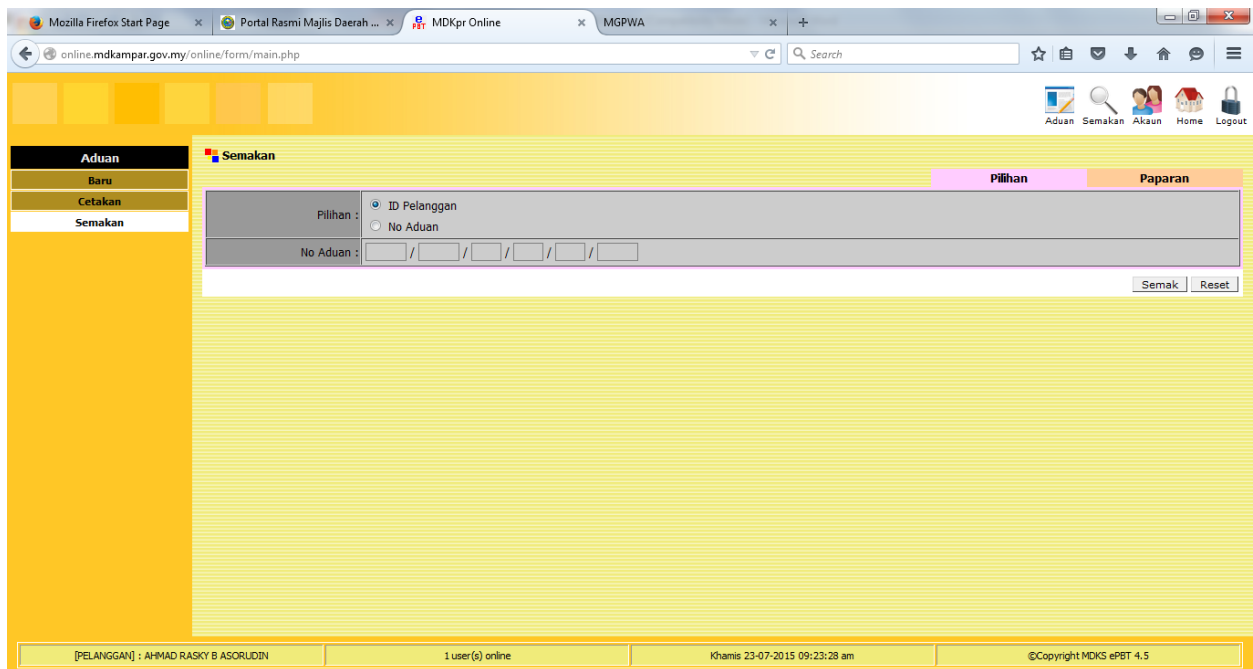 Mozilla Firefox Start Page
Portal Rasmi Majlis Daerah ...
e PBT MDKpr Online
MGPWA
online.mdkampar.gov.my/online/form/main.php
Search
Aduan Semakan Akaun Home Logout
Aduan
Baru
Cetakan
Semakan
Semakan
Pilihan Paparan
Pilihan :
ID Pelanggan
No Aduan
No Aduan : / / / / /
Semak Reset
[PELANGGAN] : AHMAD RASKY B ASORUDIN 1 user(s) online Khamis 23-07-2015 09:23:28 am ©Copyright MDKS ePBT 4.5